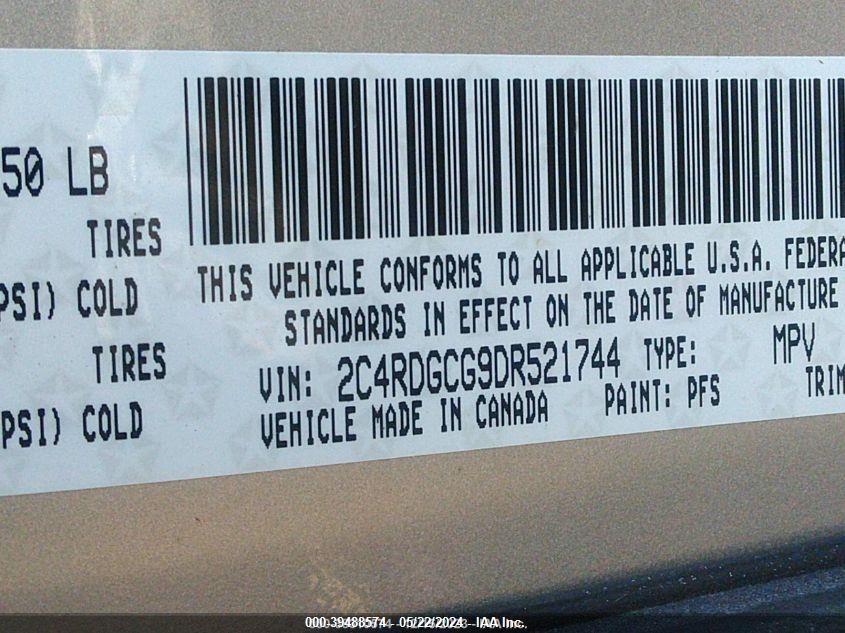 50 LB
TIRES
PSI) COLD
TIRES
PSI) COLD
THIS VEHICLE CONFORMS TO ALL APPLICABLE U.S.A. FEDERA
STANDARDS IN EFFECT ON THE DATE OF MANUFACTURE
VIN: 2C4RDGCG9DR521744 TYPE: MPV
VEHICLE MADE IN CANADA PAINT: PFS TRIM
000-39488574 - 05/22/2024 - IAA Inc.